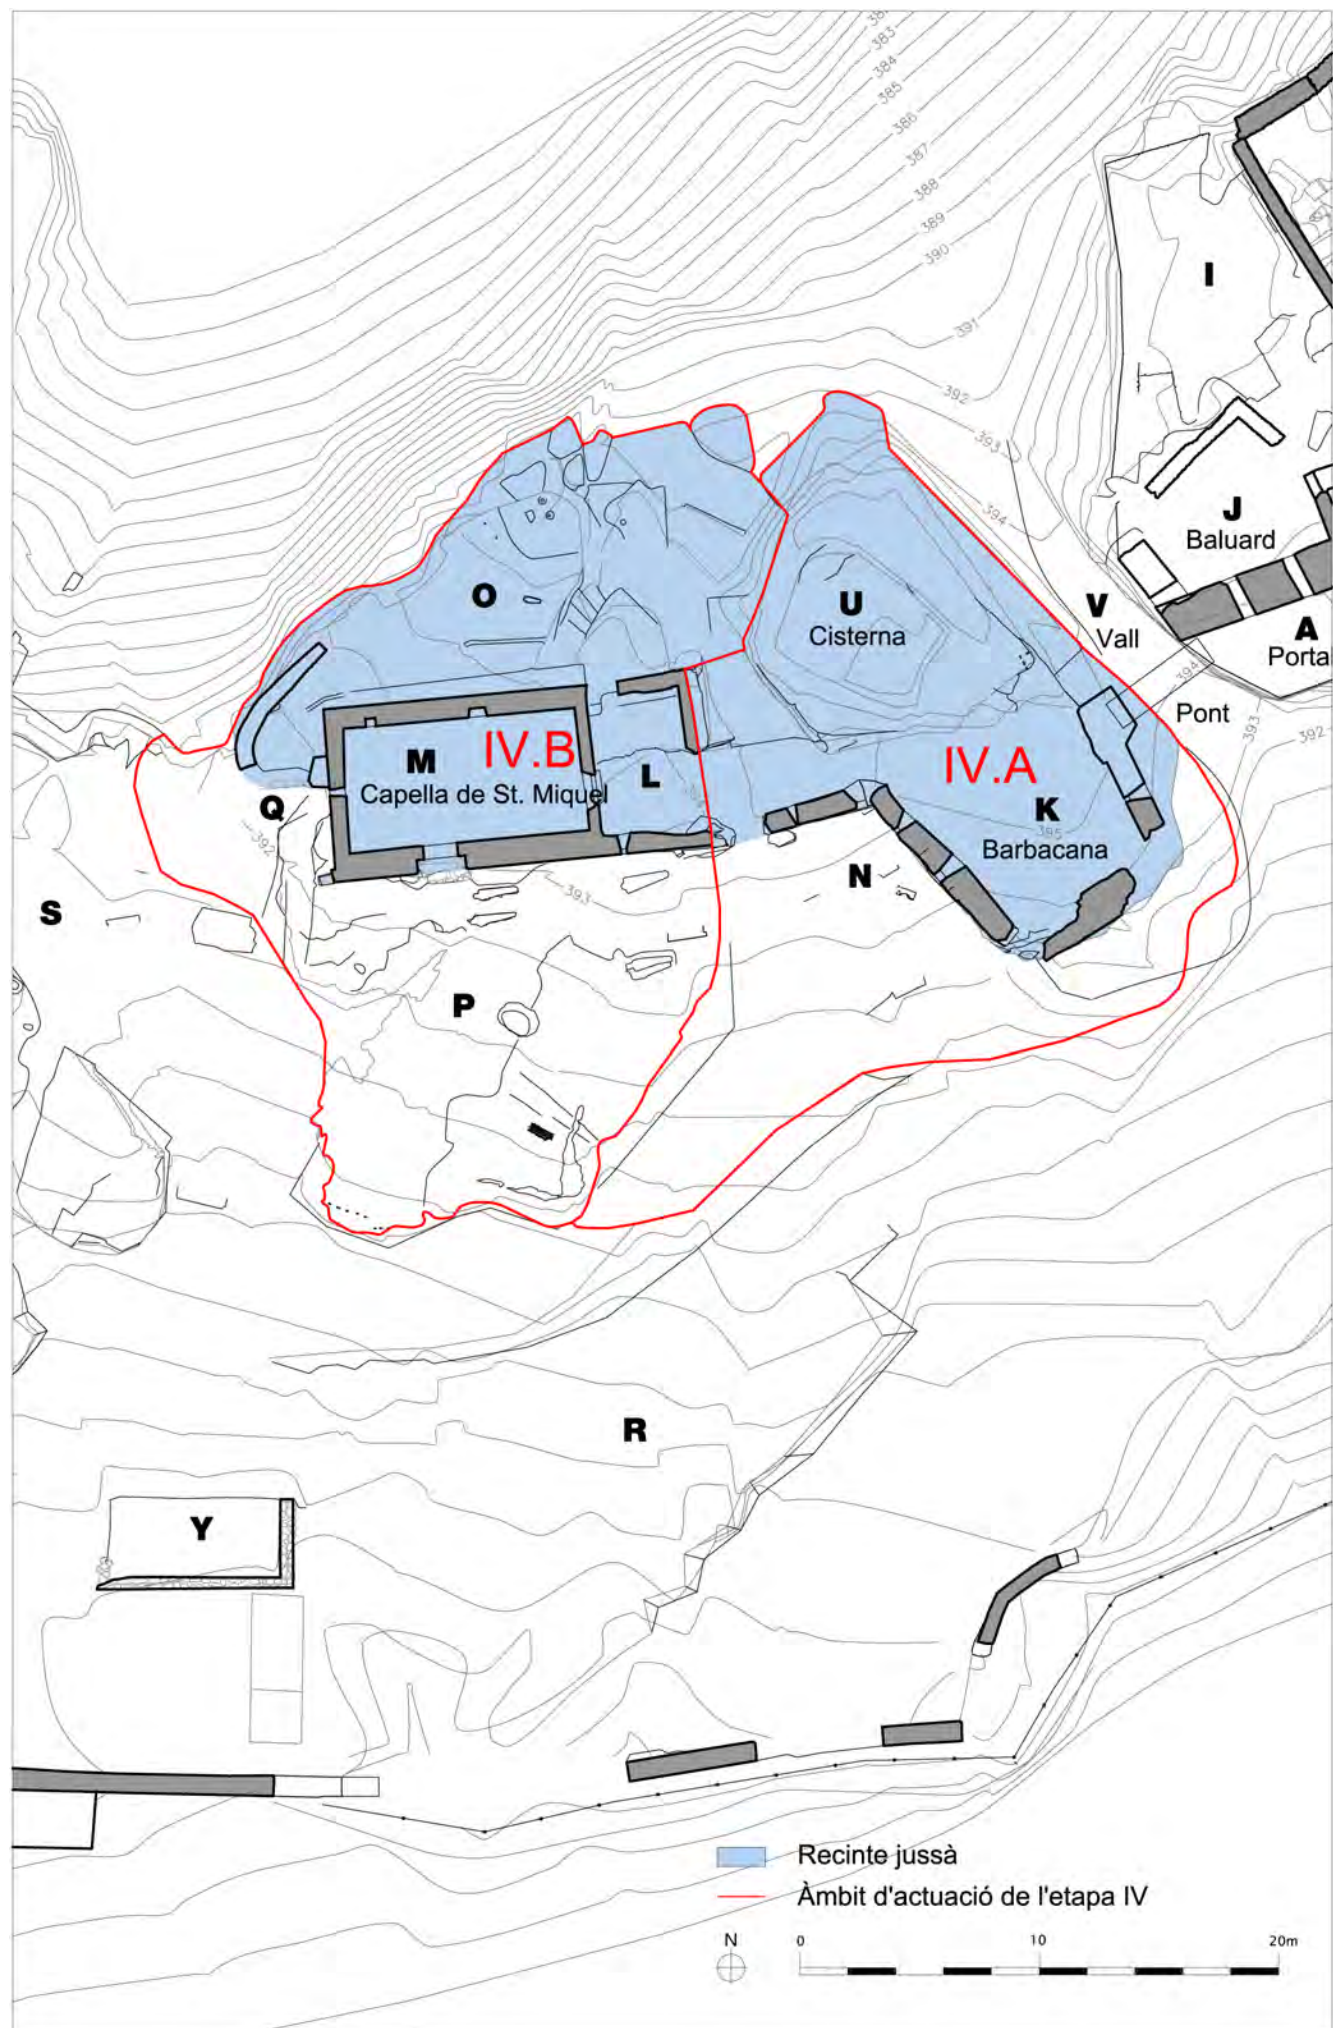 383
384
385
386
387
388
389
390
391
392
393
394
I
J
Baluard
V
Vall
A
Porta
394
Pont
393
392
O
U
Cisterna
M
IV.B
Capella de St. Miquel
L
IV.A
K
395
Barbacana
Q
392
393
N
S
P
R
Y
Recinte jussà
Àmbit d'actuació de l'etapa IV
N
0 10 20m